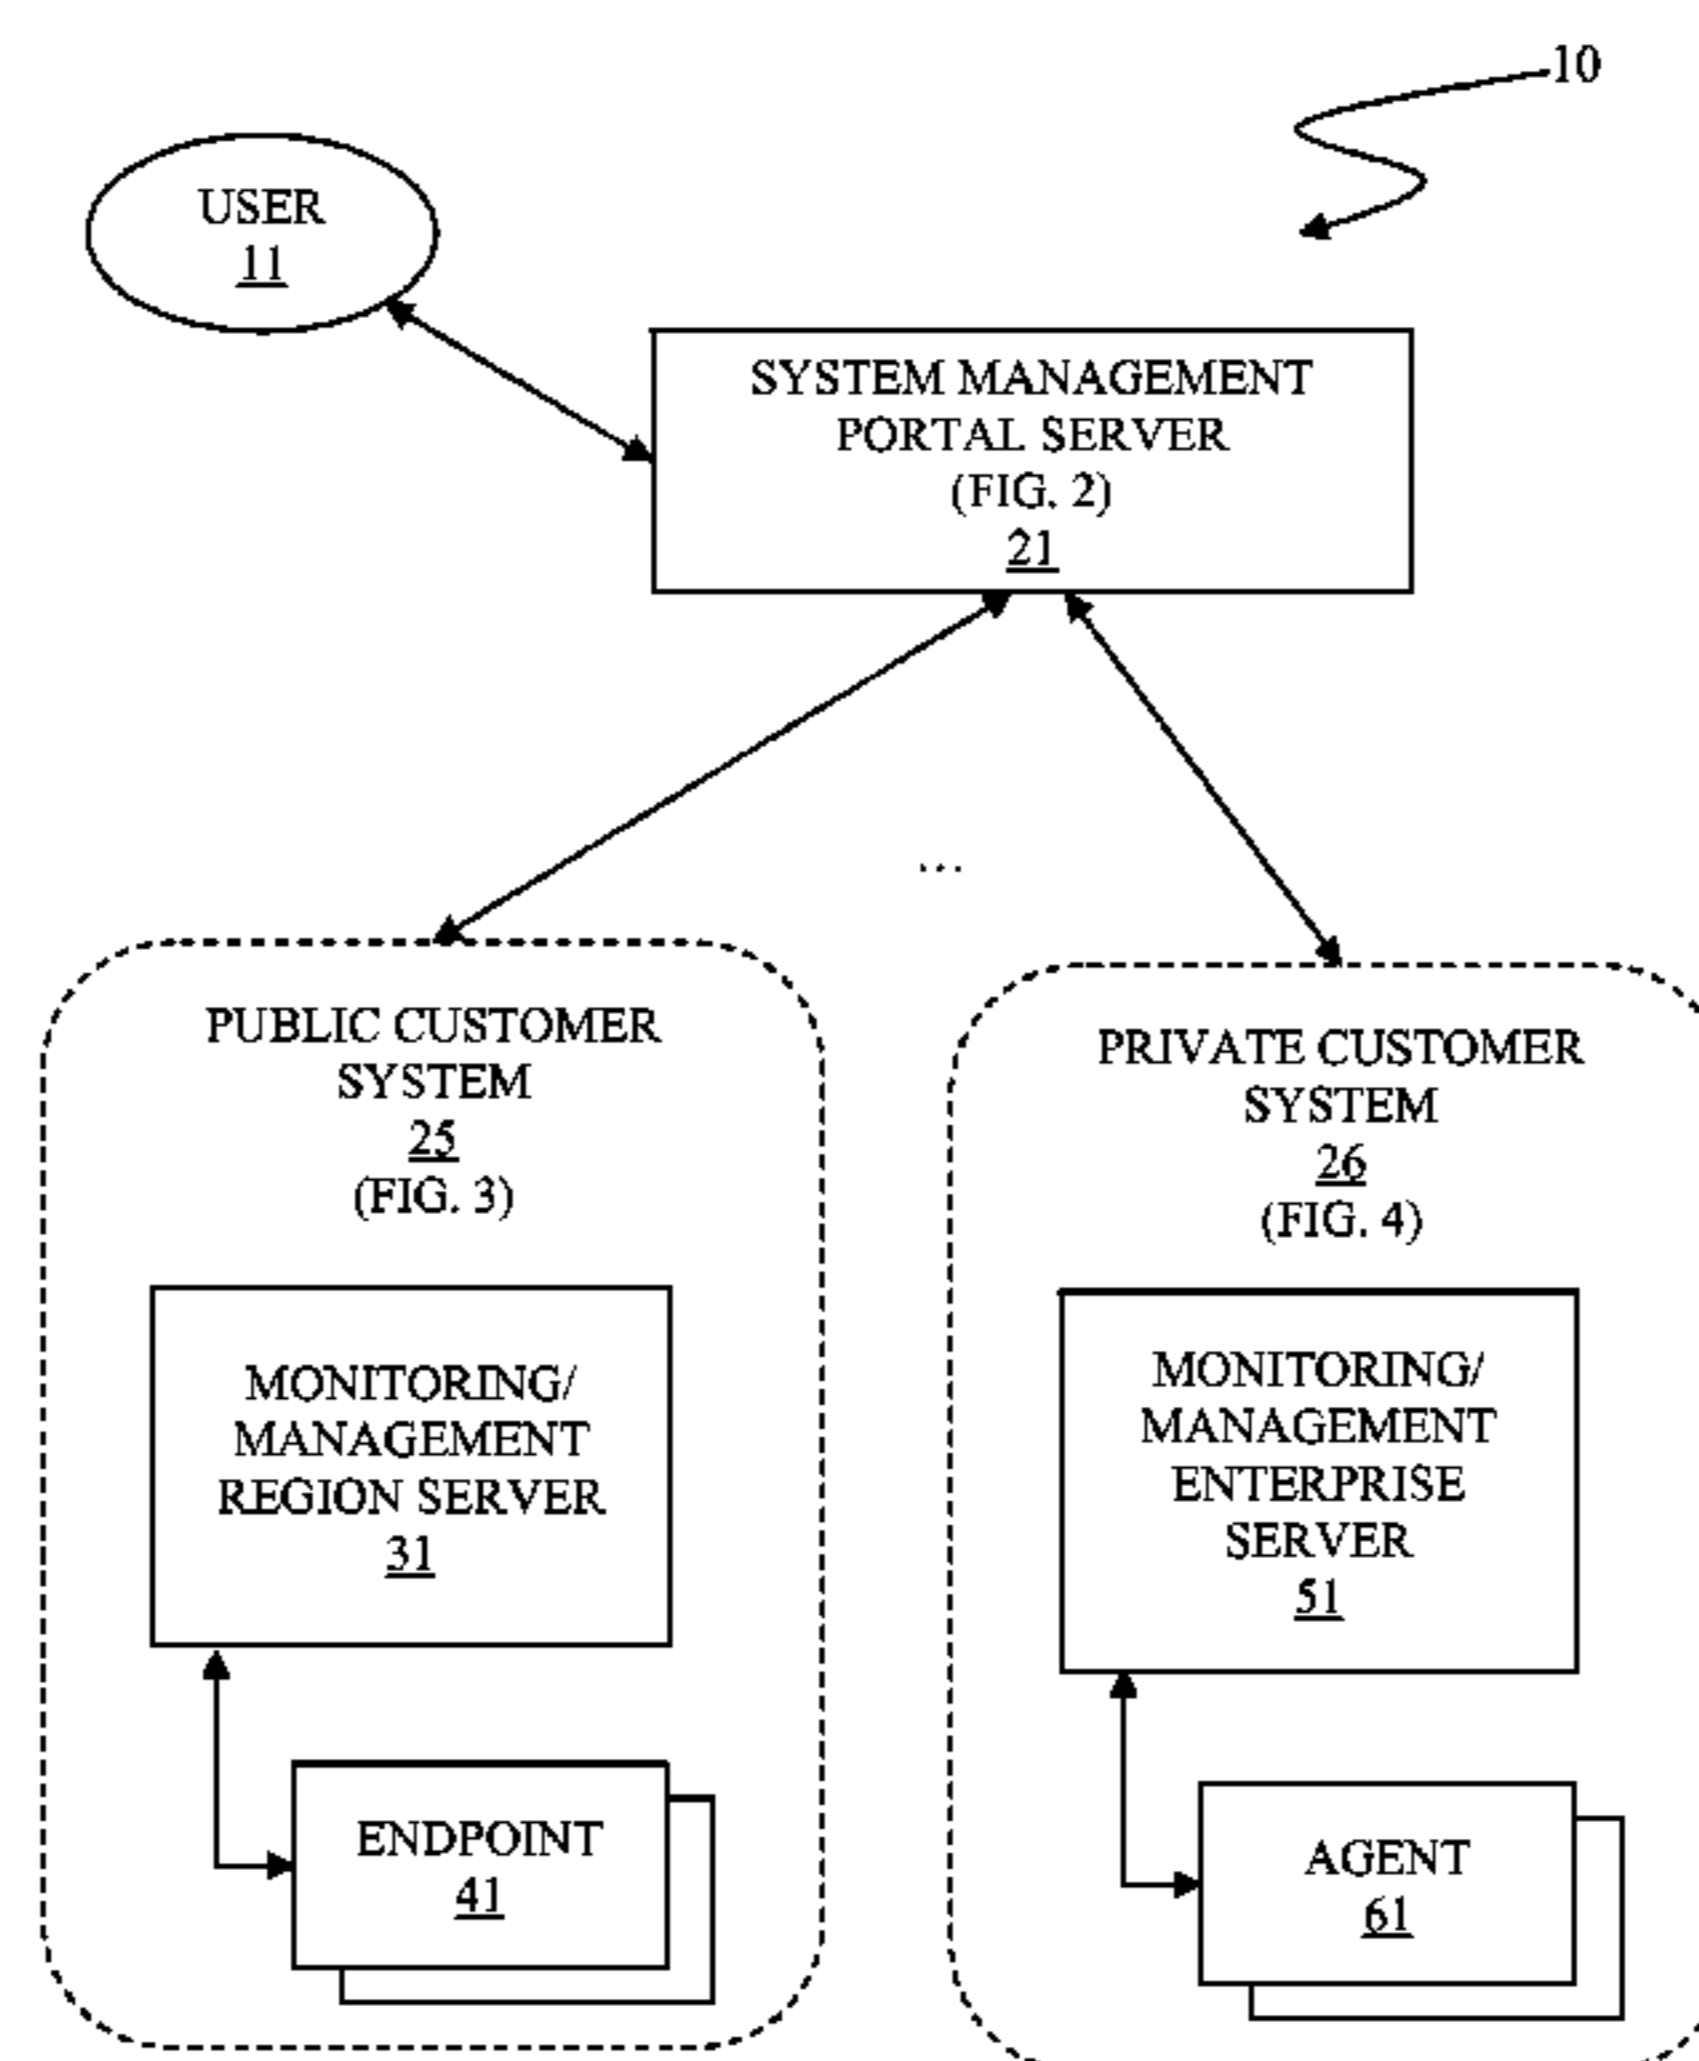 10
USER
11
SYSTEM MANAGEMENT
PORTAL SERVER
(FIG. 2)
21
...
PUBLIC CUSTOMER
SYSTEM
25
(FIG. 3)
MONITORING/
MANAGEMENT
REGION SERVER
31
ENDPOINT
41
PRIVATE CUSTOMER
SYSTEM
26
(FIG. 4)
MONITORING/
MANAGEMENT
ENTERPRISE
SERVER
51
AGENT
61